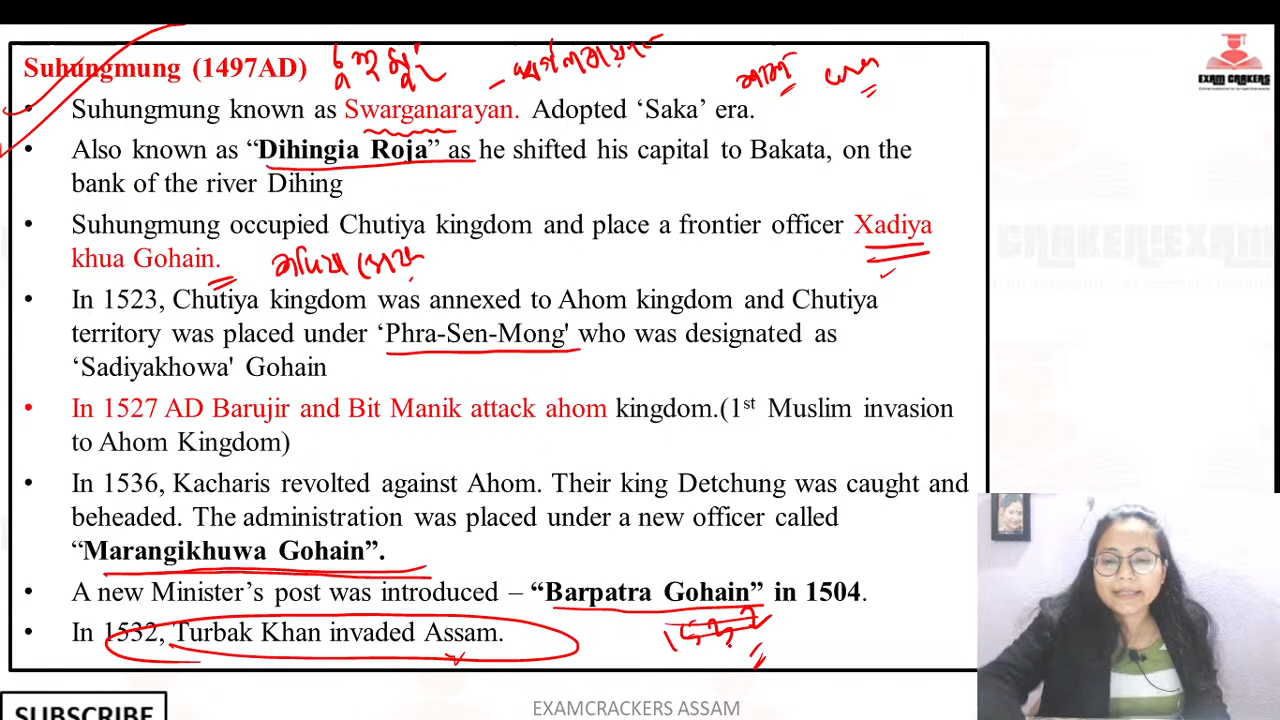 Suhungmung (1497AD)
EXAM CRAKERS
• Suhungmung known as Swarganarayan. Adopted ‘Saka’ era.
• Also known as “Dihingia Roja” as he shifted his capital to Bakata, on the
bank of the river Dihing
• Suhungmung occupied Chutiya kingdom and place a frontier officer Xadiya
khua Gohain.
• In 1523, Chutiya kingdom was annexed to Ahom kingdom and Chutiya
territory was placed under ‘Phra-Sen-Mong' who was designated as
‘Sadiyakhowa' Gohain
• In 1527 AD Barujir and Bit Manik attack ahom kingdom.(1st Muslim invasion
to Ahom Kingdom)
• In 1536, Kacharis revolted against Ahom. Their king Detchung was caught and
beheaded. The administration was placed under a new officer called
“Marangikhuwa Gohain”.
• A new Minister’s post was introduced – “Barpatra Gohain” in 1504.
• In 1532, Turbak Khan invaded Assam.
EXAMCRACKERS ASSAM
SUBSCRIBE